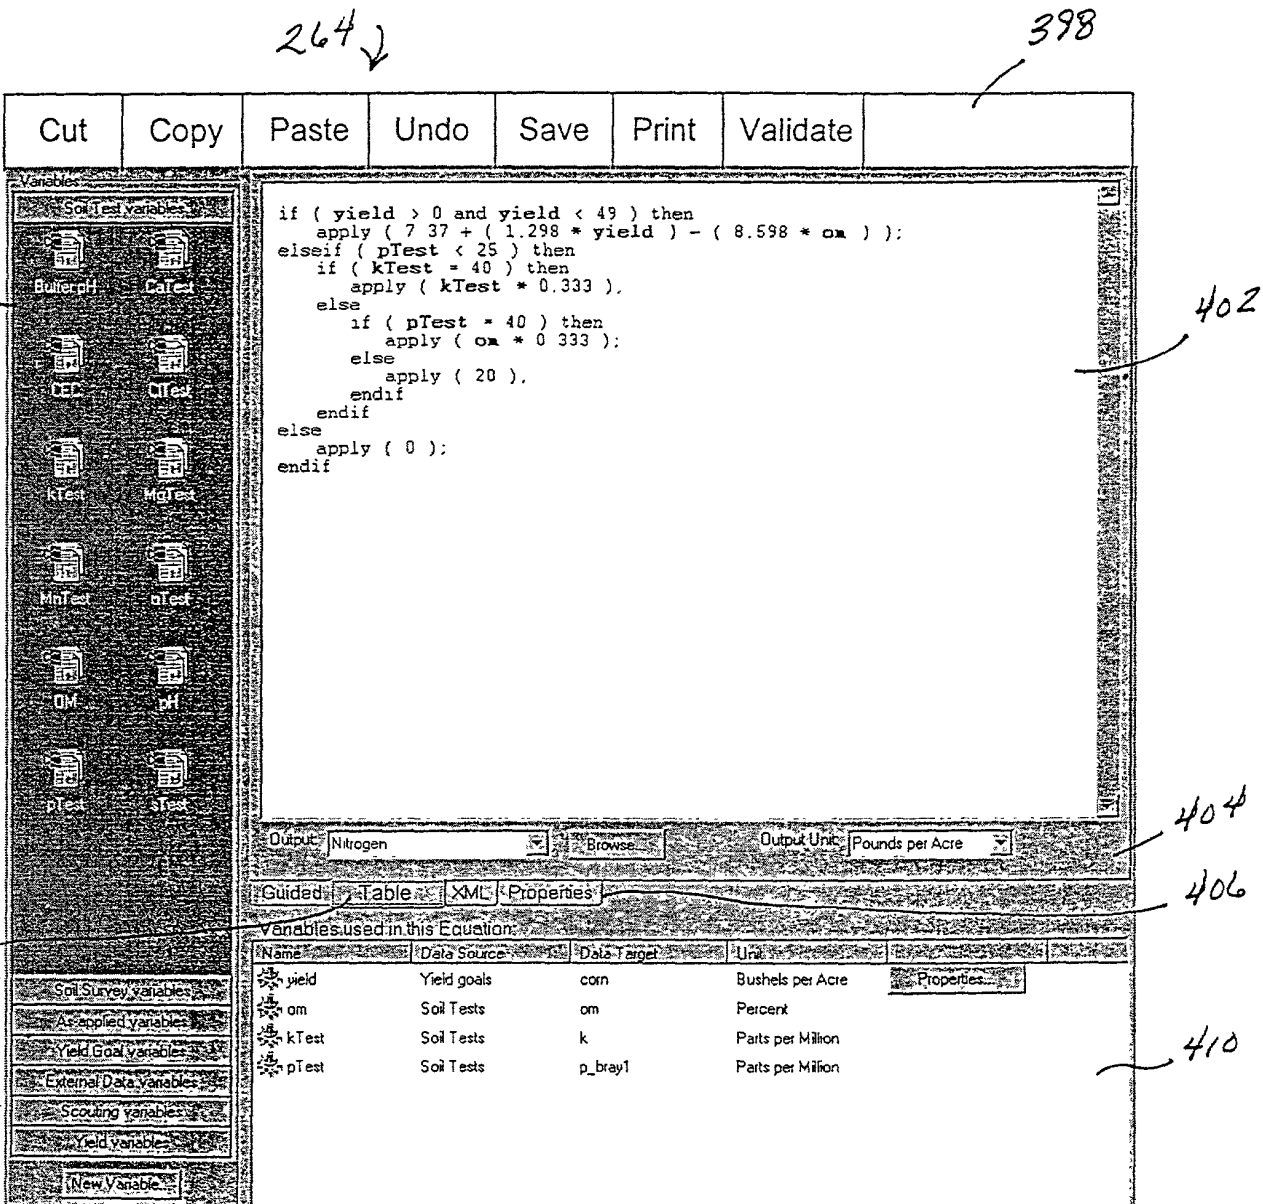 264
398
Cut Copy Paste Undo Save Print Validate
Variables
Soil Test variables
if ( yield > 0 and yield < 49 ) then
apply ( 7 37 + ( 1.298 * yield ) - ( 8.598 * om ) );
elseif ( pTest < 25 ) then
if ( kTest = 40 ) then
apply ( kTest * 0.333 ),
else
if ( pTest = 40 ) then
apply ( om * 0 333 );
else
apply ( 20 ),
endif
endif
else
apply ( 0 );
endif
BufferpH CaTest
CEC ClTest
kTest MgTest
MnTest nTest
OM pH
pTest sTest
402
Output: Nitrogen Browse... Output Unit: Pounds per Acre
404
Guided Table XML Properties
406
Variables used in this Equation:
Name Data Source Data Target Unit
yield Yield goals corn Bushels per Acre Properties...
om Soil Tests om Percent
kTest Soil Tests k Parts per Million
pTest Soil Tests p_bray1 Parts per Million
410
Soil Survey variables
As applied variables
Yield Goal variables
External Data variables
Scouting variables
Yield variables
New Variable...